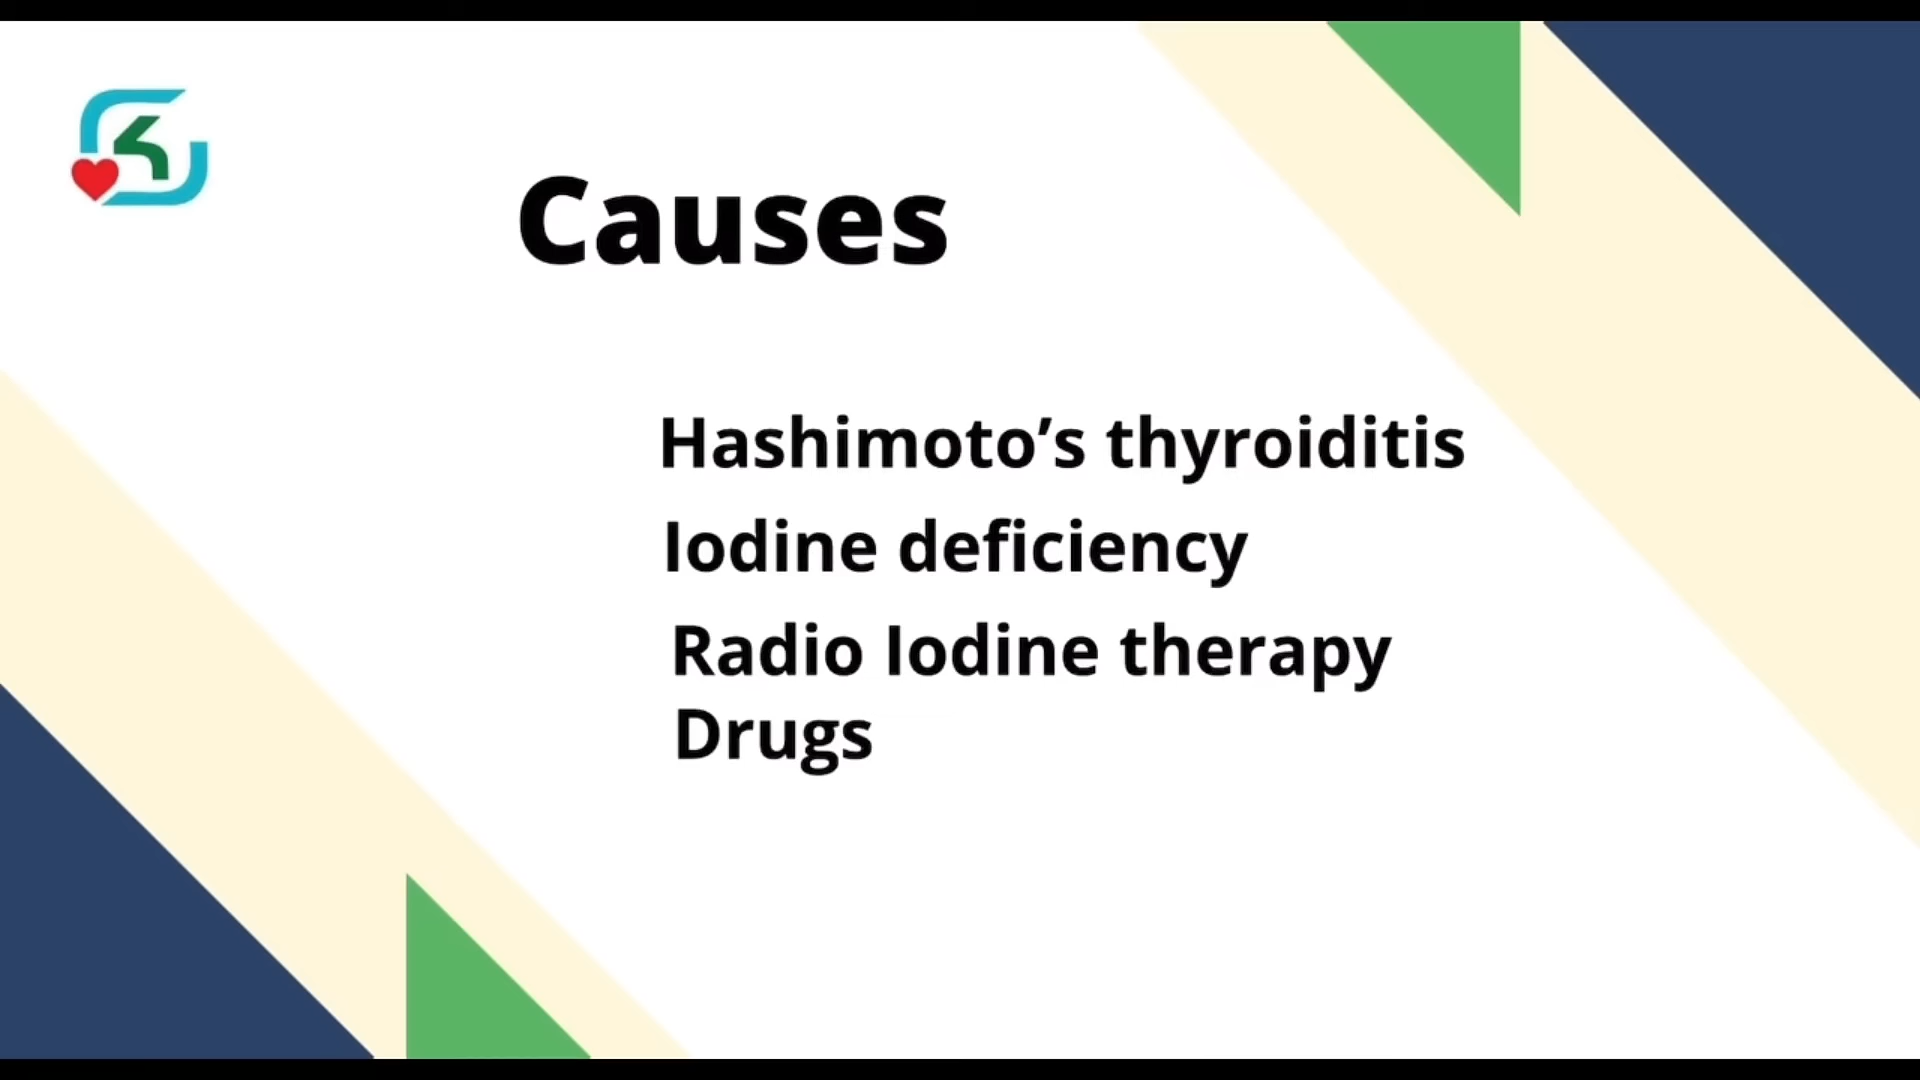 Causes
Hashimoto’s thyroiditis
Iodine deficiency
Radio Iodine therapy
Drugs